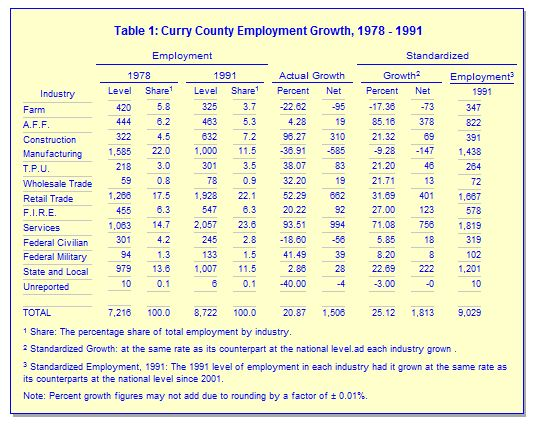 Table 1: Curry County Employment Growth, 1978 - 1991
Employment Standardized
1978 1991 Actual Growth Growth2 Employment3
Industry Level Share1 Level Share1 Percent Net Percent Net 1991
Farm 420 5.8 325 3.7 -22.62 -95 -17.36 -73 347
A.F.F. 444 6.2 463 5.3 4.28 19 85.16 378 822
Construction 322 4.5 632 7.2 96.27 310 21.32 69 391
Manufacturing 1,585 22.0 1,000 11.5 -36.91 -585 -9.28 -147 1,438
T.P.U. 218 3.0 301 3.5 38.07 83 21.20 46 264
Wholesale Trade 59 0.8 78 0.9 32.20 19 21.71 13 72
Retail Trade 1,266 17.5 1,928 22.1 52.29 662 31.69 401 1,667
F.I.R.E. 455 6.3 547 6.3 20.22 92 27.00 123 578
Services 1,063 14.7 2,057 23.6 93.51 994 71.08 756 1,819
Federal Civilian 301 4.2 245 2.8 -18.60 -56 5.85 18 319
Federal Military 94 1.3 133 1.5 41.49 39 8.20 8 102
State and Local 979 13.6 1,007 11.5 2.86 28 22.69 222 1,201
Unreported 10 0.1 6 0.1 -40.00 -4 -3.00 -0 10
TOTAL 7,216 100.0 8,722 100.0 20.87 1,506 25.12 1,813 9,029
1 Share: The percentage share of total employment by industry.
2 Standardized Growth: at the same rate as its counterpart at the national level.ad each industry grown .
3 Standardized Employment, 1991: The 1991 level of employment in each industry had it grown at the same rate as
its counterparts at the national level since 2001.
Note: Percent growth figures may not add due to rounding by a factor of ± 0.01%.